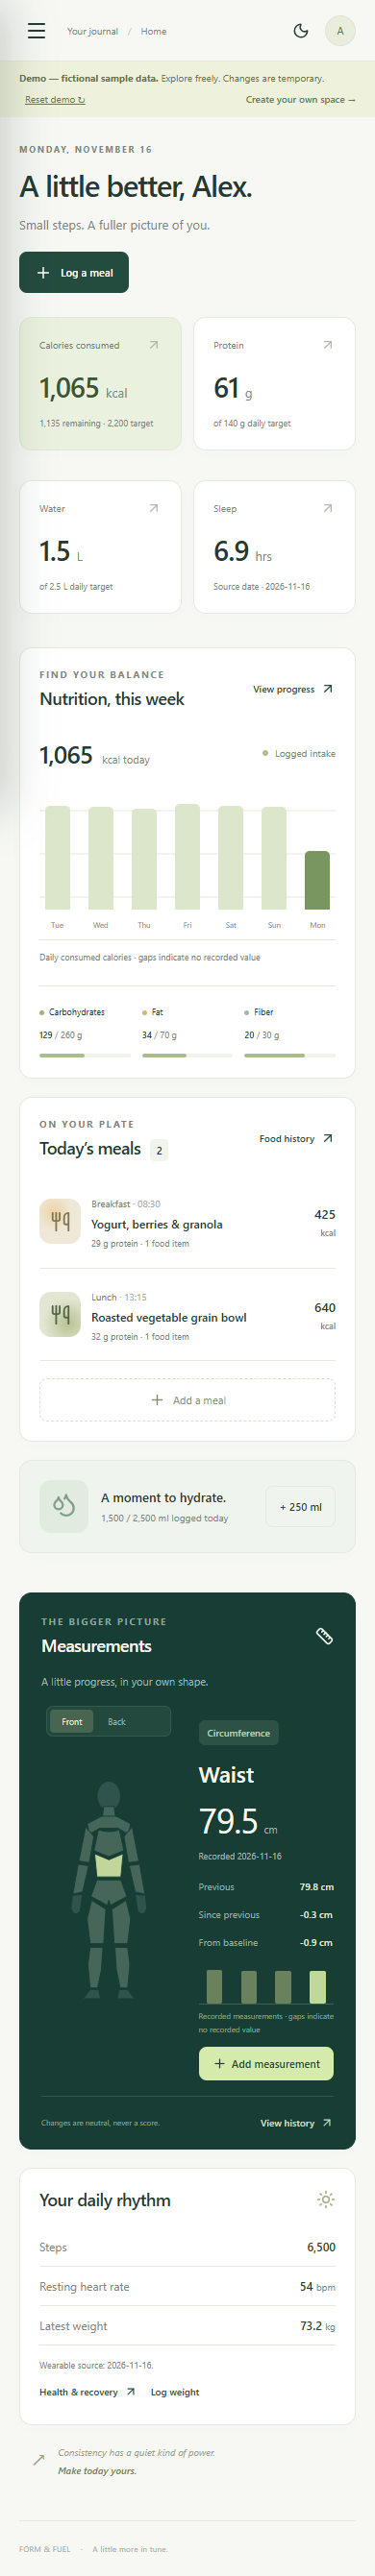 Your journal / Home
A
Demo — fictional sample data. Explore freely. Changes are temporary.
Reset demo ↻
Create your own space →
MONDAY, NOVEMBER 16
A little better, Alex.
Small steps. A fuller picture of you.
+ Log a meal
Calories consumed
1,065 kcal
1,135 remaining · 2,200 target
Protein
61 g
of 140 g daily target
Water
1.5 L
of 2.5 L daily target
Sleep
6.9 hrs
Source date · 2026-11-16
FIND YOUR BALANCE
Nutrition, this week
View progress
1,065 kcal today
Logged intake
Tue Wed Thu Fri Sat Sun Mon
Daily consumed calories · gaps indicate no recorded value
Carbohydrates
129 / 260 g
Fat
34 / 70 g
Fiber
20 / 30 g
ON YOUR PLATE
Today's meals 2
Food history
Breakfast · 08:30
Yogurt, berries & granola
29 g protein · 1 food item
425
kcal
Lunch · 13:15
Roasted vegetable grain bowl
32 g protein · 1 food item
640
kcal
+ Add a meal
A moment to hydrate.
1,500 / 2,500 ml logged today
+ 250 ml
THE BIGGER PICTURE
Measurements
A little progress, in your own shape.
Front Back
Circumference
Waist
79.5 cm
Recorded 2026-11-16
Previous 79.8 cm
Since previous -0.3 cm
From baseline -0.9 cm
Recorded measurements · gaps indicate
no recorded value
+ Add measurement
Changes are neutral, never a score.
View history
Your daily rhythm
Steps 6,500
Resting heart rate 54 bpm
Latest weight 73.2 kg
Wearable source: 2026-11-16.
Health & recovery
Log weight
Consistency has a quiet kind of power.
Make today yours.
FORM & FUEL · A little more in tune.